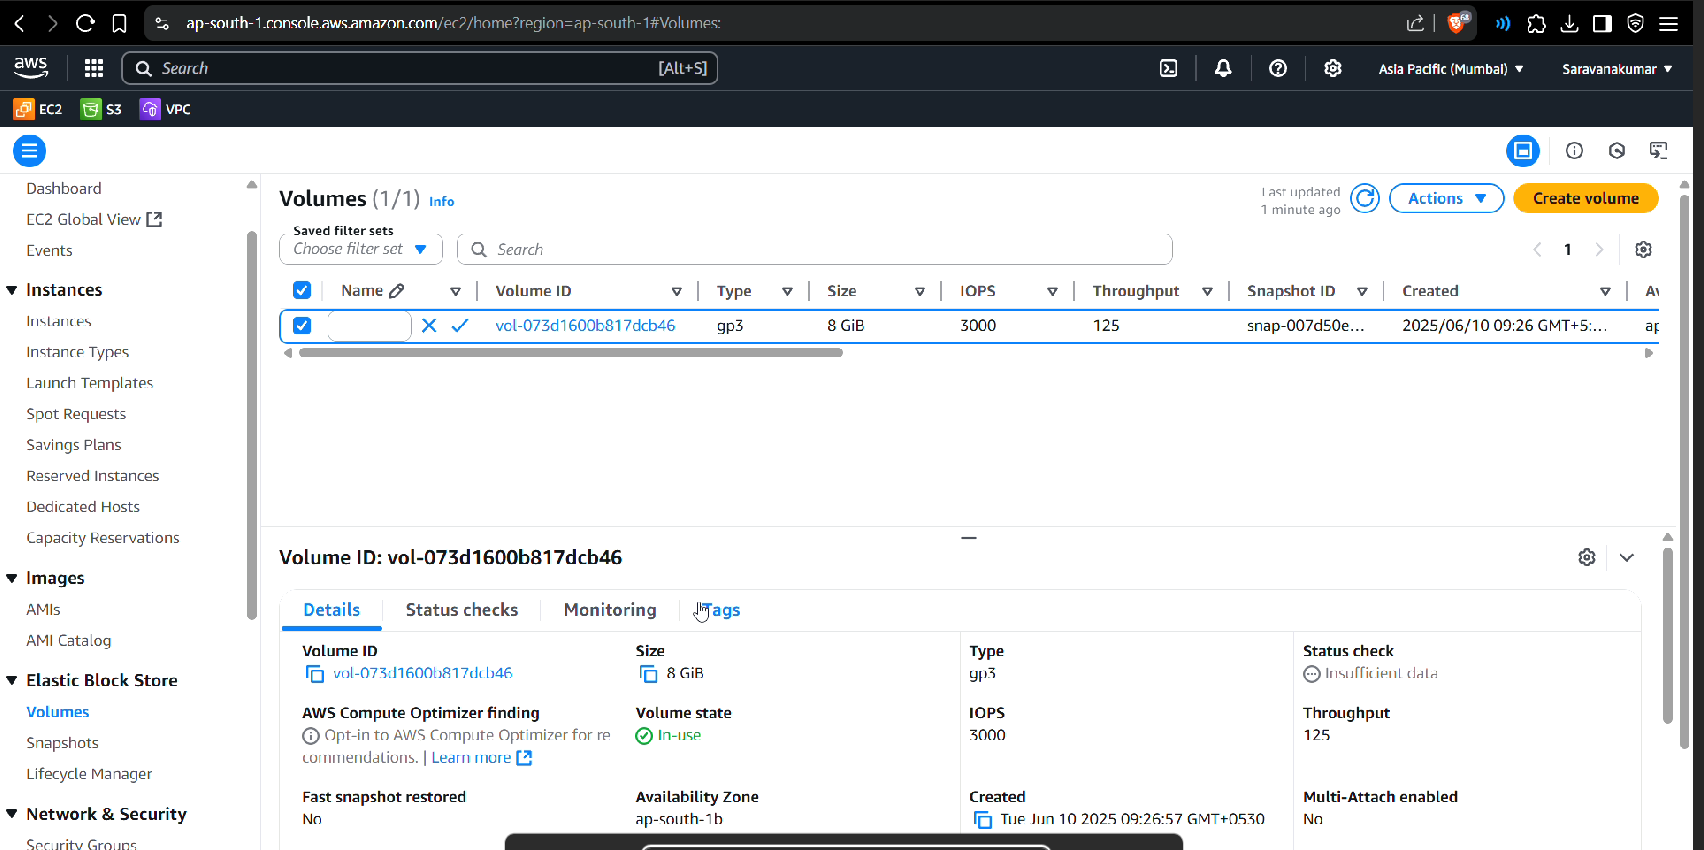 ap-south-1.console.aws.amazon.com/ec2/home?region=ap-south-1#Volumes:
aws
Search
[Alt+S]
Asia Pacific (Mumbai)
Saravanakumar
EC2
S3
VPC
Dashboard
EC2 Global View
Events
Instances
Instances
Instance Types
Launch Templates
Spot Requests
Savings Plans
Reserved Instances
Dedicated Hosts
Capacity Reservations
Images
AMIs
AMI Catalog
Elastic Block Store
Volumes
Snapshots
Lifecycle Manager
Network & Security
Security Groups
Volumes (1/1) Info
Last updated
1 minute ago
Actions
Create volume
Saved filter sets
Choose filter set
Search
1
Name Volume ID Type Size IOPS Throughput Snapshot ID Created
vol-073d1600b817dcb46 gp3 8 GiB 3000 125 snap-007d50e... 2025/06/10 09:26 GMT+5:...
Volume ID: vol-073d1600b817dcb46
Details Status checks Monitoring Tags
Volume ID
vol-073d1600b817dcb46
Size
8 GiB
Type
gp3
Status check
Insufficient data
AWS Compute Optimizer finding
Opt-in to AWS Compute Optimizer for re
commendations. | Learn more
Volume state
In-use
IOPS
3000
Throughput
125
Fast snapshot restored
No
Availability Zone
ap-south-1b
Created
Tue Jun 10 2025 09:26:57 GMT+0530
Multi-Attach enabled
No